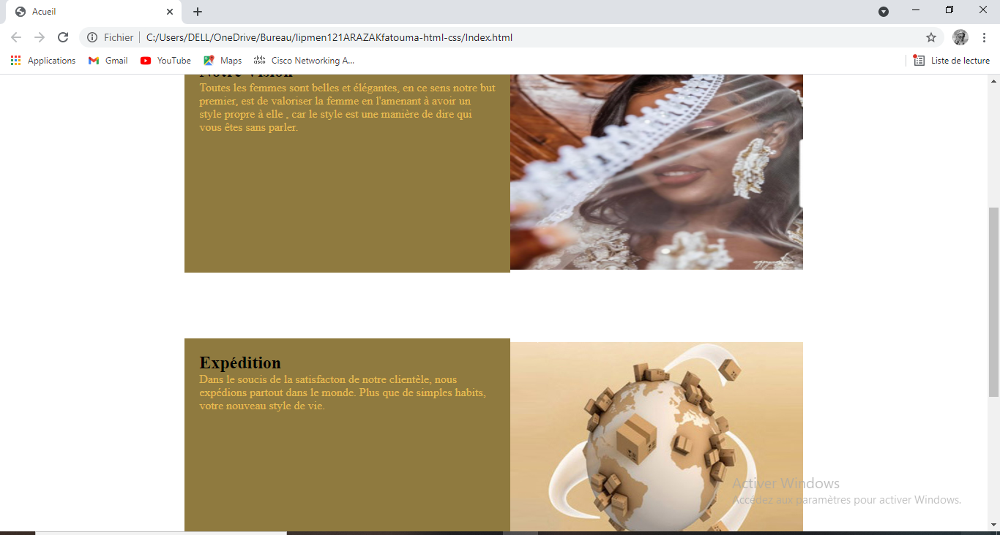 Acueil
Fichier C:/Users/DELL/OneDrive/Bureau/lipmen121ARAZAKfatouma-html-css/Index.html
Applications Gmail YouTube Maps Cisco Networking A... Liste de lecture
Notre vision
Toutes les femmes sont belles et élégantes, en ce sens notre but
premier, est de valoriser la femme en l'amenant à avoir un
style propre à elle , car le style est une manière de dire qui
vous êtes sans parler.
Expédition
Dans le soucis de la satisfacton de notre clientèle, nous
expédions partout dans le monde. Plus que de simples habits,
votre nouveau style de vie.
Activer Windows
Accédez aux paramètres pour activer Windows.